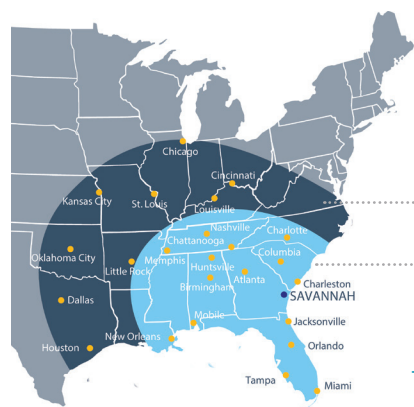 Chicago
Cincinnati
Kansas City
St. Louis
Louisville
Nashville
Charlotte
Chattanooga
Columbia
Oklahoma City
Memphis
Little Rock
Huntsville
Atlanta
Birmingham
Charleston
SAVANNAH
Dallas
Mobile
Jacksonville
New Orleans
Houston
Orlando
Tampa
Miami